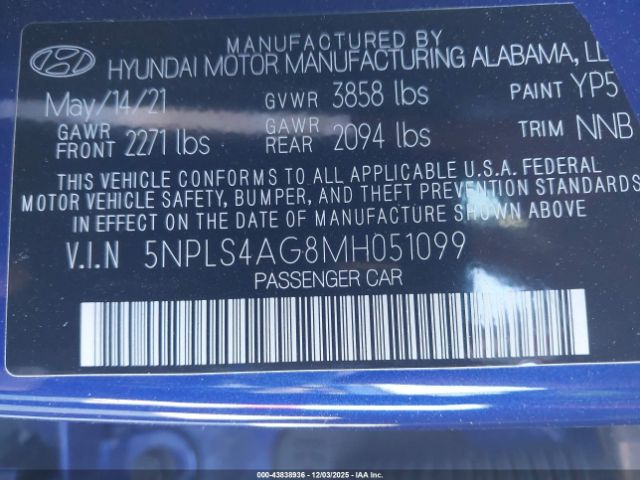 MANUFACTURED BY
HYUNDAI MOTOR MANUFACTURING ALABAMA,
May/14/21 GVWR 3858 lbs PAINT YP5
GAWR FRONT 2271 lbs GAWR REAR 2094 lbs TRIM NNB
THIS VEHICLE CONFORMS TO ALL APPLICABLE U.S.A. FEDERAL
MOTOR VEHICLE SAFETY, BUMPER, AND THEFT PREVENTION STANDARDS
IN EFFECT ON THE DATE OF MANUFACTURE SHOWN ABOVE
V.I.N 5NPLS4AG8MH051099
PASSENGER CAR
000-43838936 - 12/03/2025 - IAA, Inc.